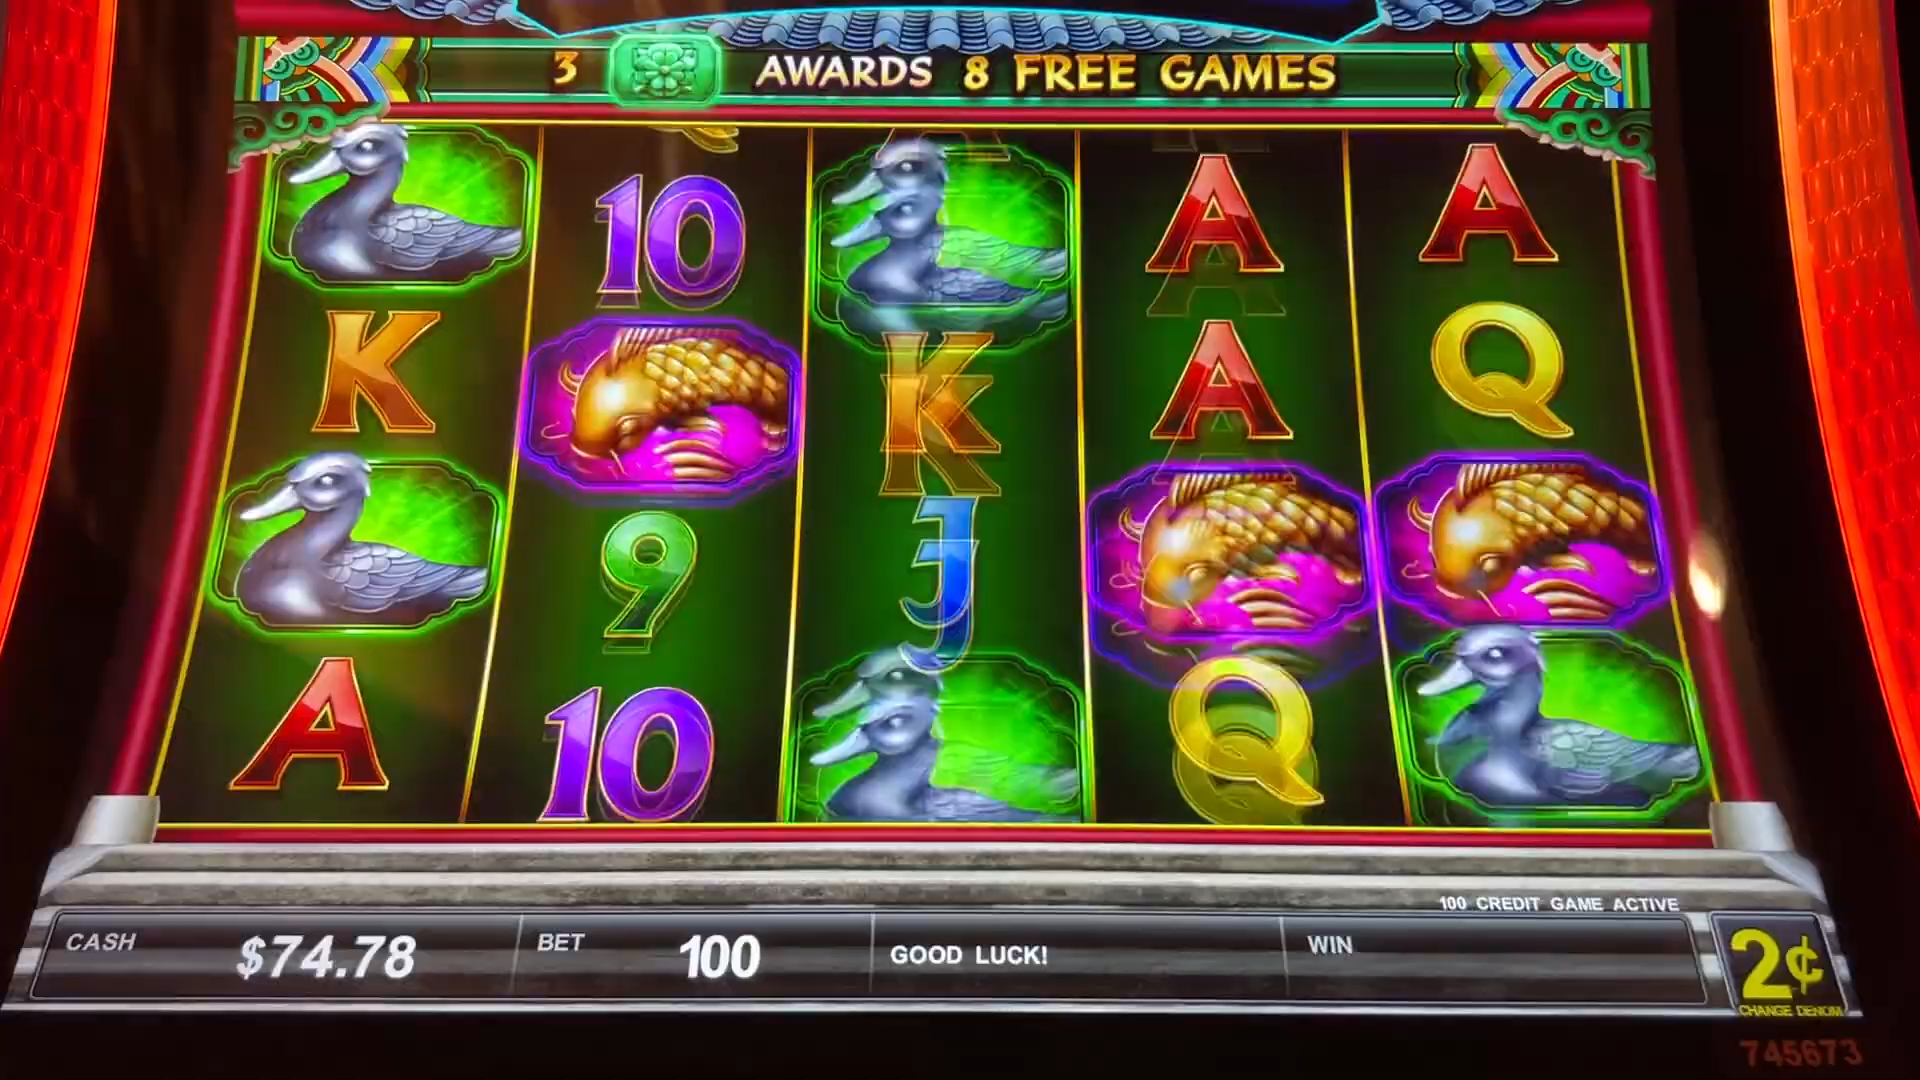 3 AWARDS 8 FREE GAMES
10 A A
K K A Q
9 J
A 10 Q
100 CREDIT GAME ACTIVE
CASH $74.78 BET 100 GOOD LUCK! WIN 2¢
CHANGE DENOM
745673